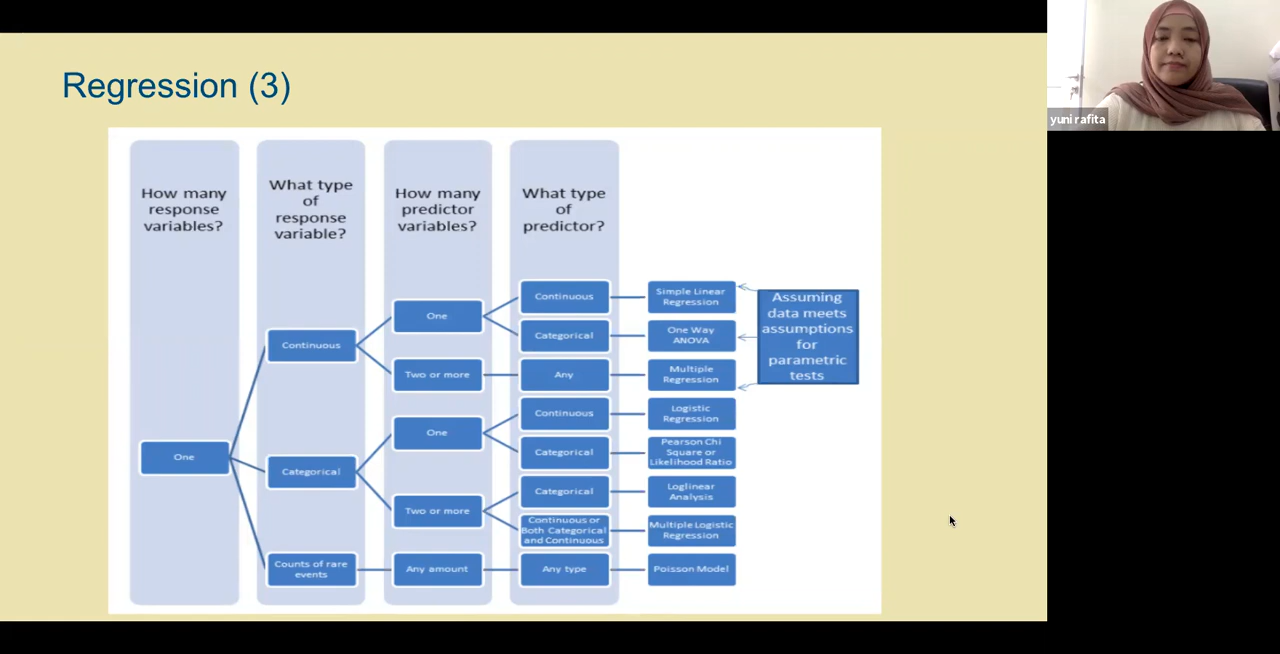 Regression (3)
yuni rafita
How many
response
variables?
What type
of
response
variable?
How many
predictor
variables?
What type
of
predictor?
One
Continuous
Categorical
Counts of rare
events
One
Two or more
One
Two or more
Any amount
Continuous
Categorical
Any
Continuous
Categorical
Categorical
Continuous or
Both Categorical
and Continuous
Any type
Simple Linear
Regression
One Way
ANOVA
Multiple
Regression
Logistic
Regression
Pearson Chi
Square or
Likelihood Ratio
Loglinear
Analysis
Multiple Logistic
Regression
Poisson Model
Assuming
data meets
assumptions
for
parametric
tests